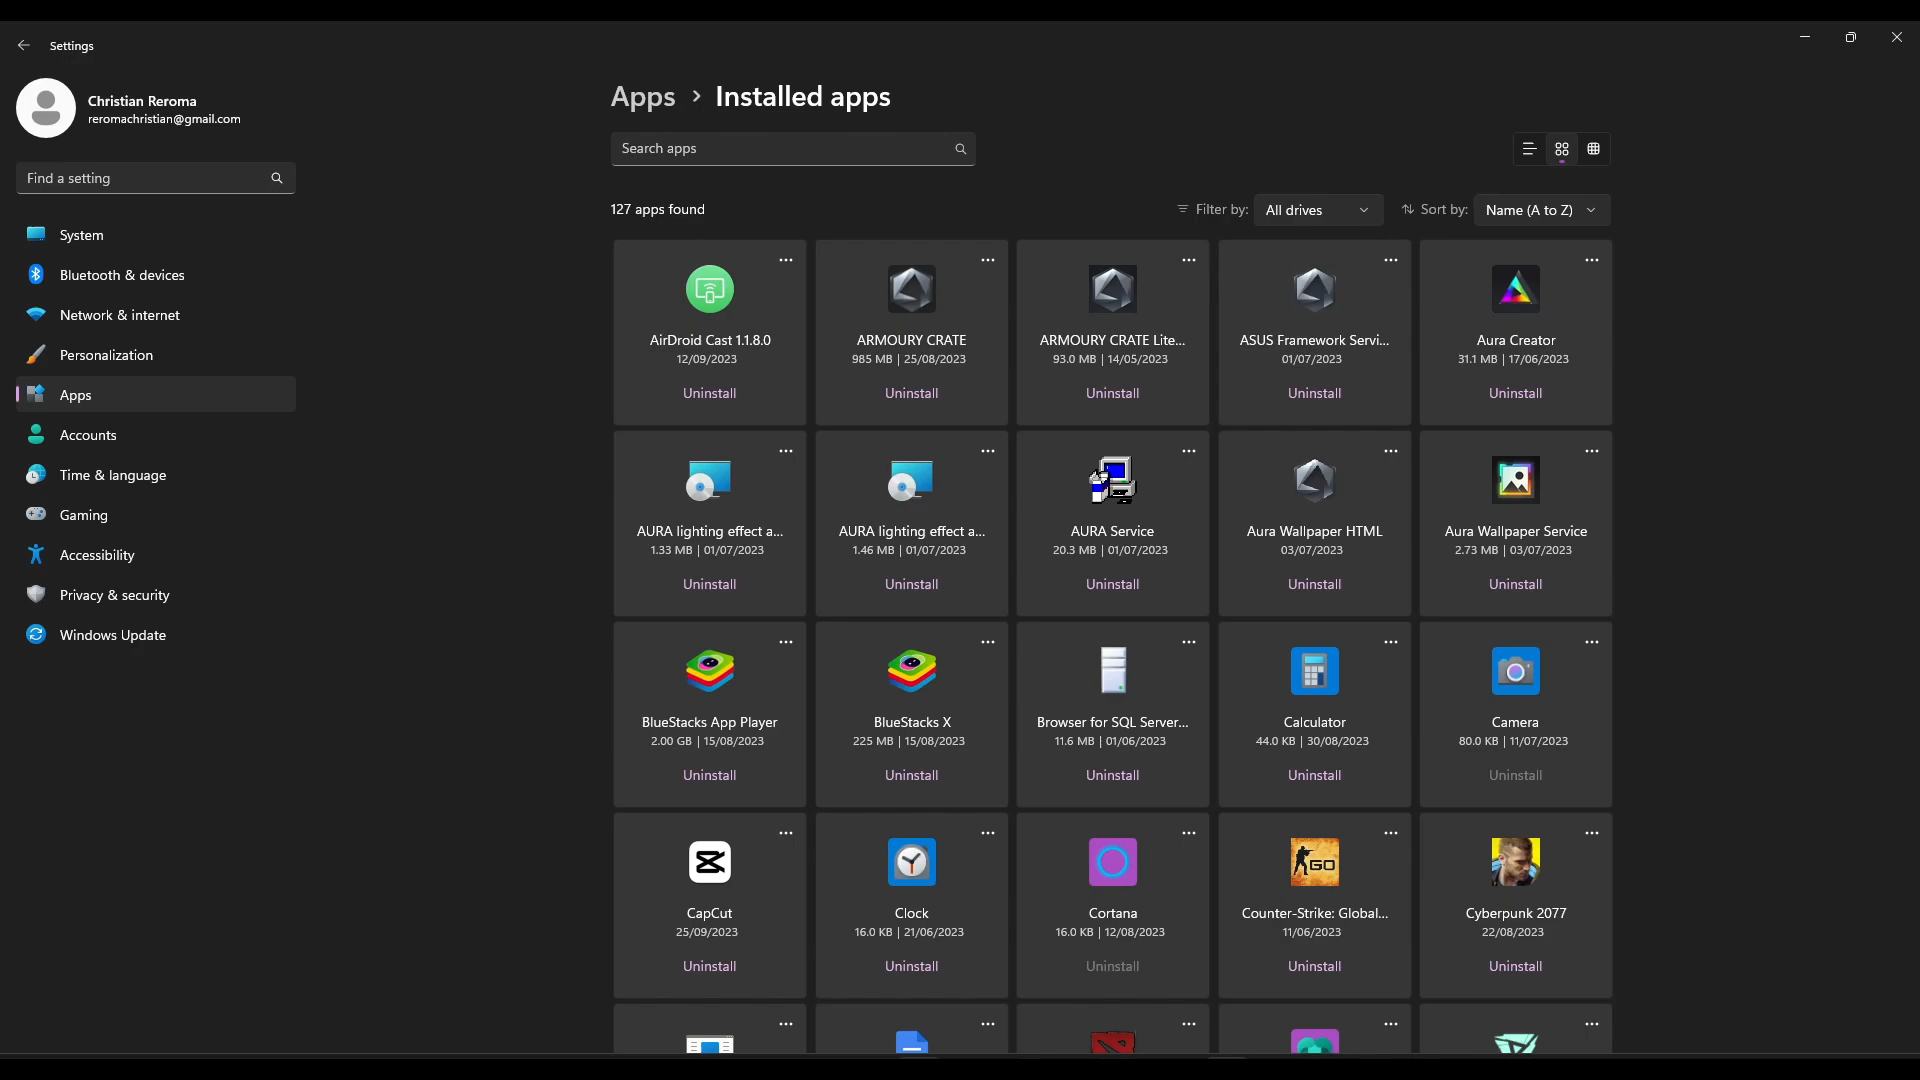 Settings
Christian Reroma
reromachristian@gmail.com
Find a setting
System
Bluetooth & devices
Network & internet
Personalization
Apps
Accounts
Time & language
Gaming
Accessibility
Privacy & security
Windows Update
Apps > Installed apps
Search apps
127 apps found
Filter by: All drives Sort by: Name (A to Z)
AirDroid Cast 1.1.8.0
12/09/2023
Uninstall
ARMOURY CRATE
985 MB | 25/08/2023
Uninstall
ARMOURY CRATE Lite...
93.0 MB | 14/05/2023
Uninstall
ASUS Framework Servi...
01/07/2023
Uninstall
Aura Creator
31.1 MB | 17/06/2023
Uninstall
AURA lighting effect a...
1.33 MB | 01/07/2023
Uninstall
AURA lighting effect a...
1.46 MB | 01/07/2023
Uninstall
AURA Service
20.3 MB | 01/07/2023
Uninstall
Aura Wallpaper HTML
03/07/2023
Uninstall
Aura Wallpaper Service
2.73 MB | 03/07/2023
Uninstall
BlueStacks App Player
2.00 GB | 15/08/2023
Uninstall
BlueStacks X
225 MB | 15/08/2023
Uninstall
Browser for SQL Server...
11.6 MB | 01/06/2023
Uninstall
Calculator
44.0 KB | 30/08/2023
Uninstall
Camera
80.0 KB | 11/07/2023
Uninstall
CapCut
25/09/2023
Uninstall
Clock
16.0 KB | 21/06/2023
Uninstall
Cortana
16.0 KB | 12/08/2023
Uninstall
GO
Counter-Strike: Global...
11/06/2023
Uninstall
Cyberpunk 2077
22/08/2023
Uninstall